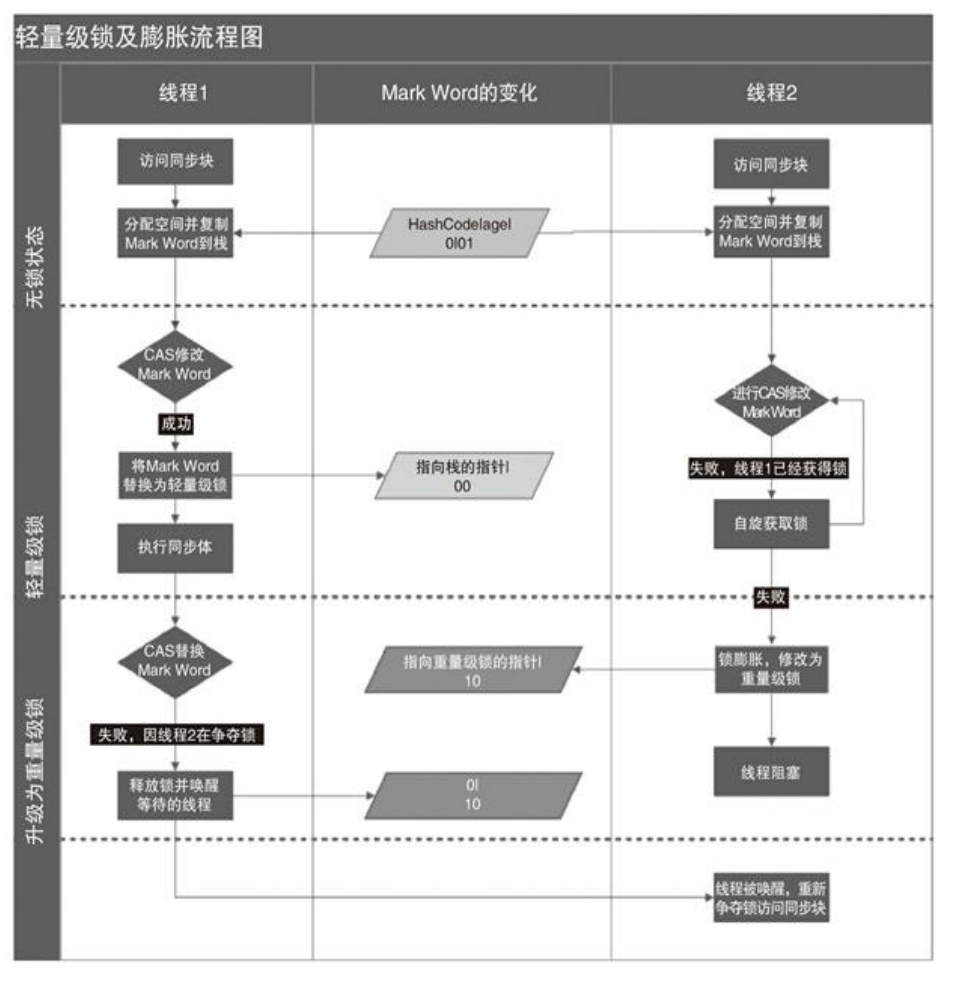 轻量级锁及膨胀流程图
线程1
Mark Word的变化
线程2
无锁状态
访问同步块
访问同步块
分配空间并复制
Mark Word到栈
HashCodelagel
0l01
分配空间并复制
Mark Word到栈
轻量级锁
CAS修改
Mark Word
进行CAS修改
MarkWord
成功
将Mark Word
替换为轻量级锁
指向栈的指针l
00
失败，线程1已经获得锁
执行同步体
自旋获取锁
失败
升级为重量级锁
CAS替换
Mark Word
指向重量级锁的指针l
10
锁膨胀，修改为
重量级锁
失败，因线程2在争夺锁
释放锁并唤醒
等待的线程
0l
10
线程阻塞
线程被唤醒，重新
争夺锁访问同步块